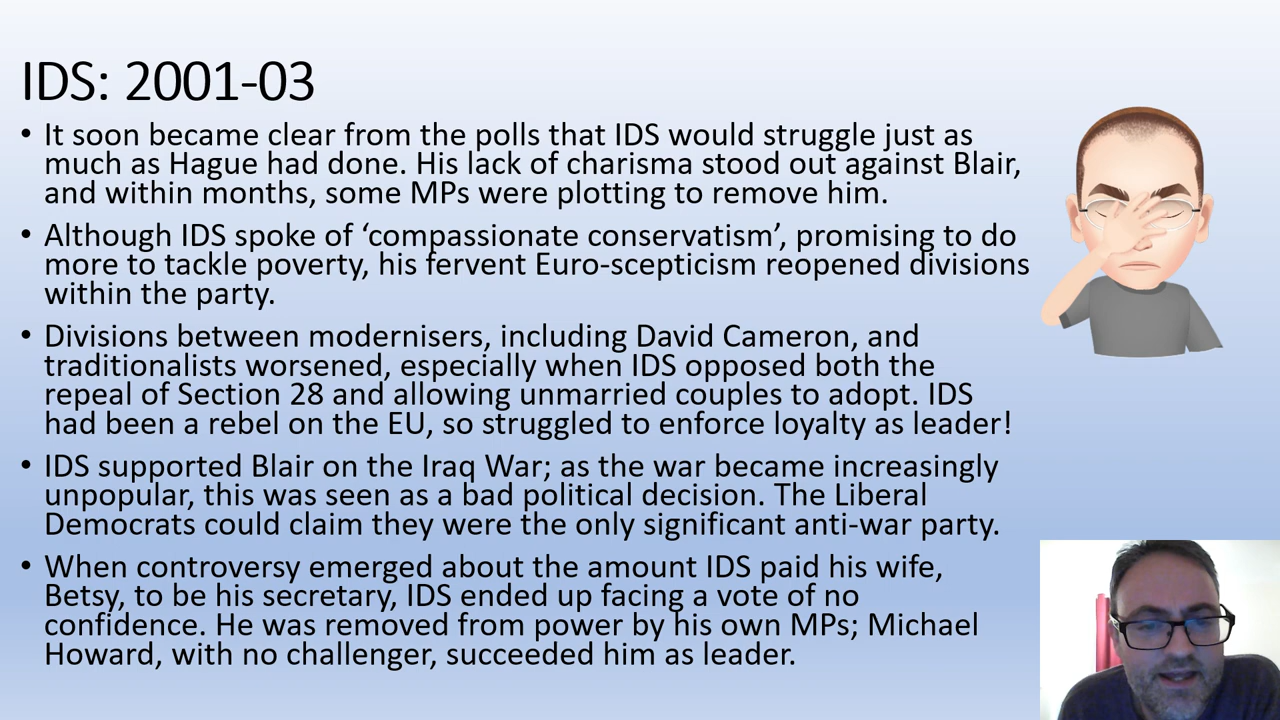 IDS: 2001-03
• It soon became clear from the polls that IDS would struggle just as
much as Hague had done. His lack of charisma stood out against Blair,
and within months, some MPs were plotting to remove him.
• Although IDS spoke of ‘compassionate conservatism’, promising to do
more to tackle poverty, his fervent Euro-scepticism reopened divisions
within the party.
• Divisions between modernisers, including David Cameron, and
traditionalists worsened, especially when IDS opposed both the
repeal of Section 28 and allowing unmarried couples to adopt. IDS
had been a rebel on the EU, so struggled to enforce loyalty as leader!
• IDS supported Blair on the Iraq War; as the war became increasingly
unpopular, this was seen as a bad political decision. The Liberal
Democrats could claim they were the only significant anti-war party.
• When controversy emerged about the amount IDS paid his wife,
Betsy, to be his secretary, IDS ended up facing a vote of no
confidence. He was removed from power by his own MPs; Michael
Howard, with no challenger, succeeded him as leader.